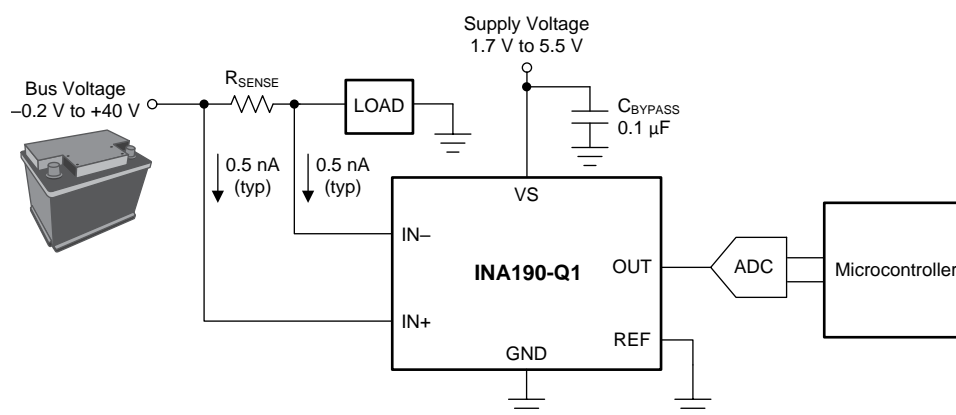 Supply Voltage
1.7 V to 5.5 V
Bus Voltage
–0.2 V to +40 V
RSENSE
LOAD
CBYPASS
0.1 µF
0.5 nA
(typ)
0.5 nA
(typ)
VS
IN–
INA190-Q1
OUT
ADC
Microcontroller
IN+
REF
GND